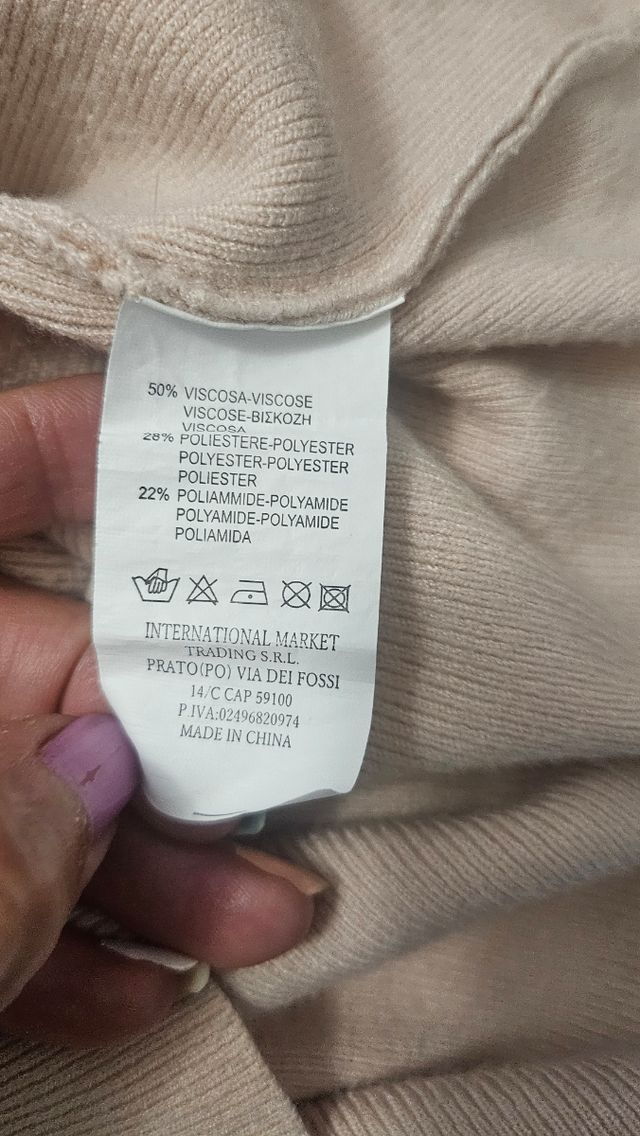 50% VISCOSA-VISCOSE
VISCOSE-ΒΙΣΚΟΖΗ
VISCOSA
28% POLIESTERE-POLYESTER
POLYESTER-POLYESTER
POLIESTER
22% POLIAMMIDE-POLYAMIDE
POLYAMIDE-POLYAMIDE
POLIAMIDA
INTERNATIONAL MARKET
TRADING S.R.L.
PRATO(PO) VIA DEI FOSSI
14/C CAP 59100
P.IVA:02496820974
MADE IN CHINA